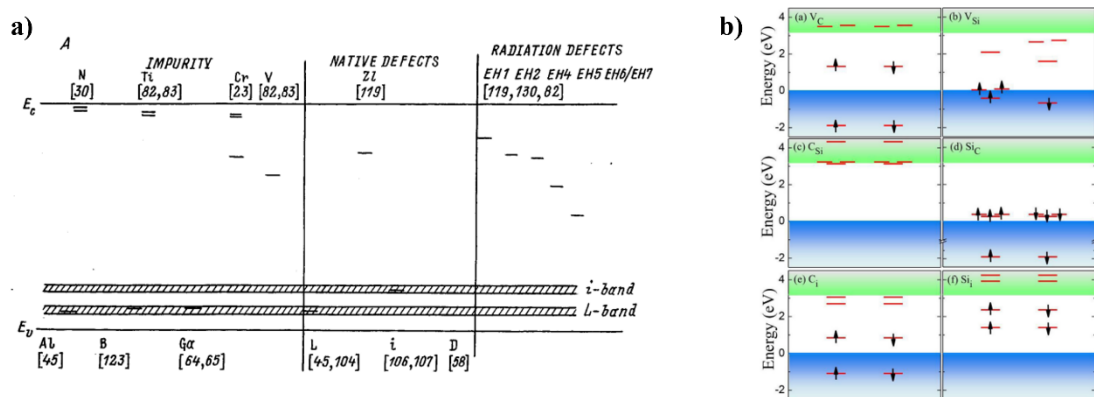 a)
A
IMPURITY
NATIVE DEFECTS
RADIATION DEFECTS
N
Ti
Cr
V
Z1
EH1 EH2 EH4 EH5 EH6/EH7
[30]
[82,83]
[23]
[82,83]
[119]
[119,130,82]
Ec
i-band
L-band
Ev
Al
B
Ga
L
i
D
[45]
[123]
[64,65]
[45,104]
[106,107]
[58]
b)
(a) VC
(b) VSi
Energy (eV)
4
2
0
-2
(c) CSi
(d) SiC
Energy (eV)
4
2
0
-2
(e) Ci
(f) Sii
Energy (eV)
4
2
0
-2